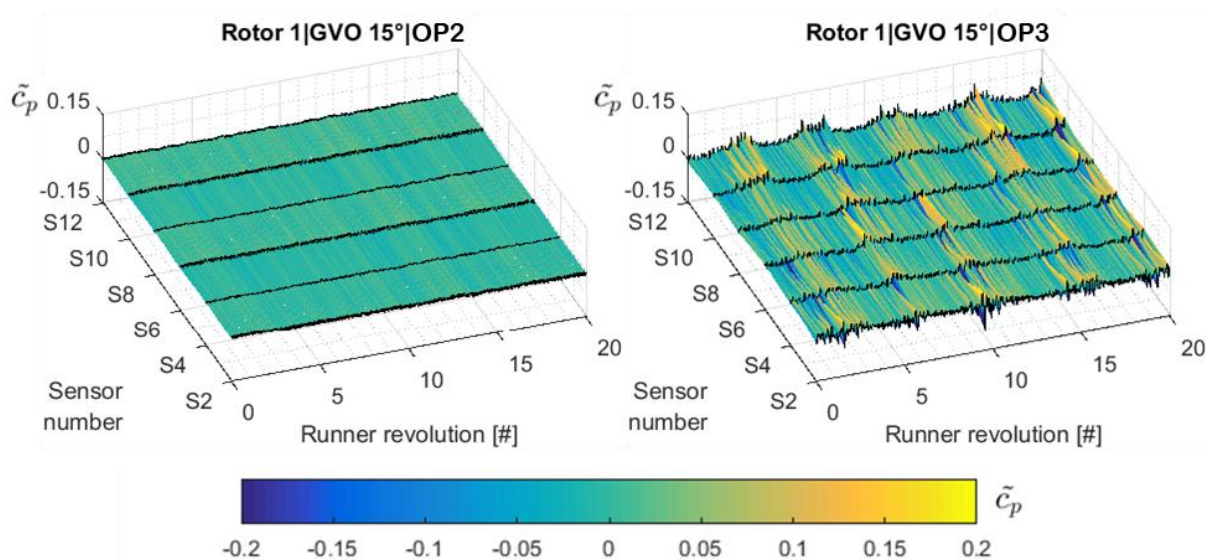 Rotor 1|GVO 15°|OP2
c̃p
0.15
0
-0.15
S12
S10
S8
S6
S4
S2
Sensor
number
0
5
10
15
20
Runner revolution [#]
Rotor 1|GVO 15°|OP3
c̃p
0.15
0
-0.15
S12
S10
S8
S6
S4
S2
Sensor
number
0
5
10
15
20
Runner revolution [#]
c̃p
-0.2 -0.15 -0.1 -0.05 0 0.05 0.1 0.15 0.2